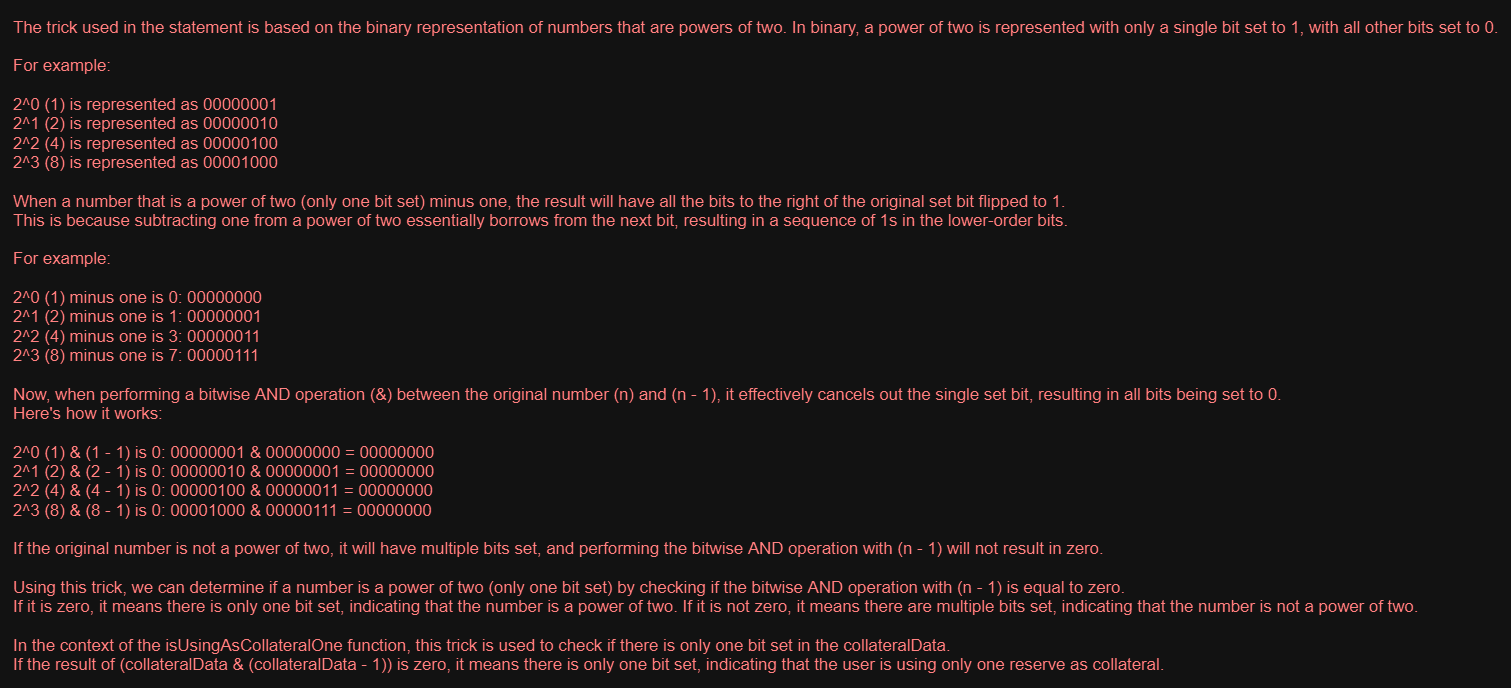 The trick used in the statement is based on the binary representation of numbers that are powers of two. In binary, a power of two is represented with only a single bit set to 1, with all other bits set to 0.
For example:
2^0 (1) is represented as 00000001
2^1 (2) is represented as 00000010
2^2 (4) is represented as 00000100
2^3 (8) is represented as 00001000
When a number that is a power of two (only one bit set) minus one, the result will have all the bits to the right of the original set bit flipped to 1.
This is because subtracting one from a power of two essentially borrows from the next bit, resulting in a sequence of 1s in the lower-order bits.
For example:
2^0 (1) minus one is 0: 00000000
2^1 (2) minus one is 1: 00000001
2^2 (4) minus one is 3: 00000011
2^3 (8) minus one is 7: 00000111
Now, when performing a bitwise AND operation (&) between the original number (n) and (n - 1), it effectively cancels out the single set bit, resulting in all bits being set to 0.
Here's how it works:
2^0 (1) & (1 - 1) is 0: 00000001 & 00000000 = 00000000
2^1 (2) & (2 - 1) is 0: 00000010 & 00000001 = 00000000
2^2 (4) & (4 - 1) is 0: 00000100 & 00000011 = 00000000
2^3 (8) & (8 - 1) is 0: 00001000 & 00000111 = 00000000
If the original number is not a power of two, it will have multiple bits set, and performing the bitwise AND operation with (n - 1) will not result in zero.
Using this trick, we can determine if a number is a power of two (only one bit set) by checking if the bitwise AND operation with (n - 1) is equal to zero.
If it is zero, it means there is only one bit set, indicating that the number is a power of two. If it is not zero, it means there are multiple bits set, indicating that the number is not a power of two.
In the context of the isUsingAsCollateralOne function, this trick is used to check if there is only one bit set in the collateralData.
If the result of (collateralData & (collateralData - 1)) is zero, it means there is only one bit set, indicating that the user is using only one reserve as collateral.